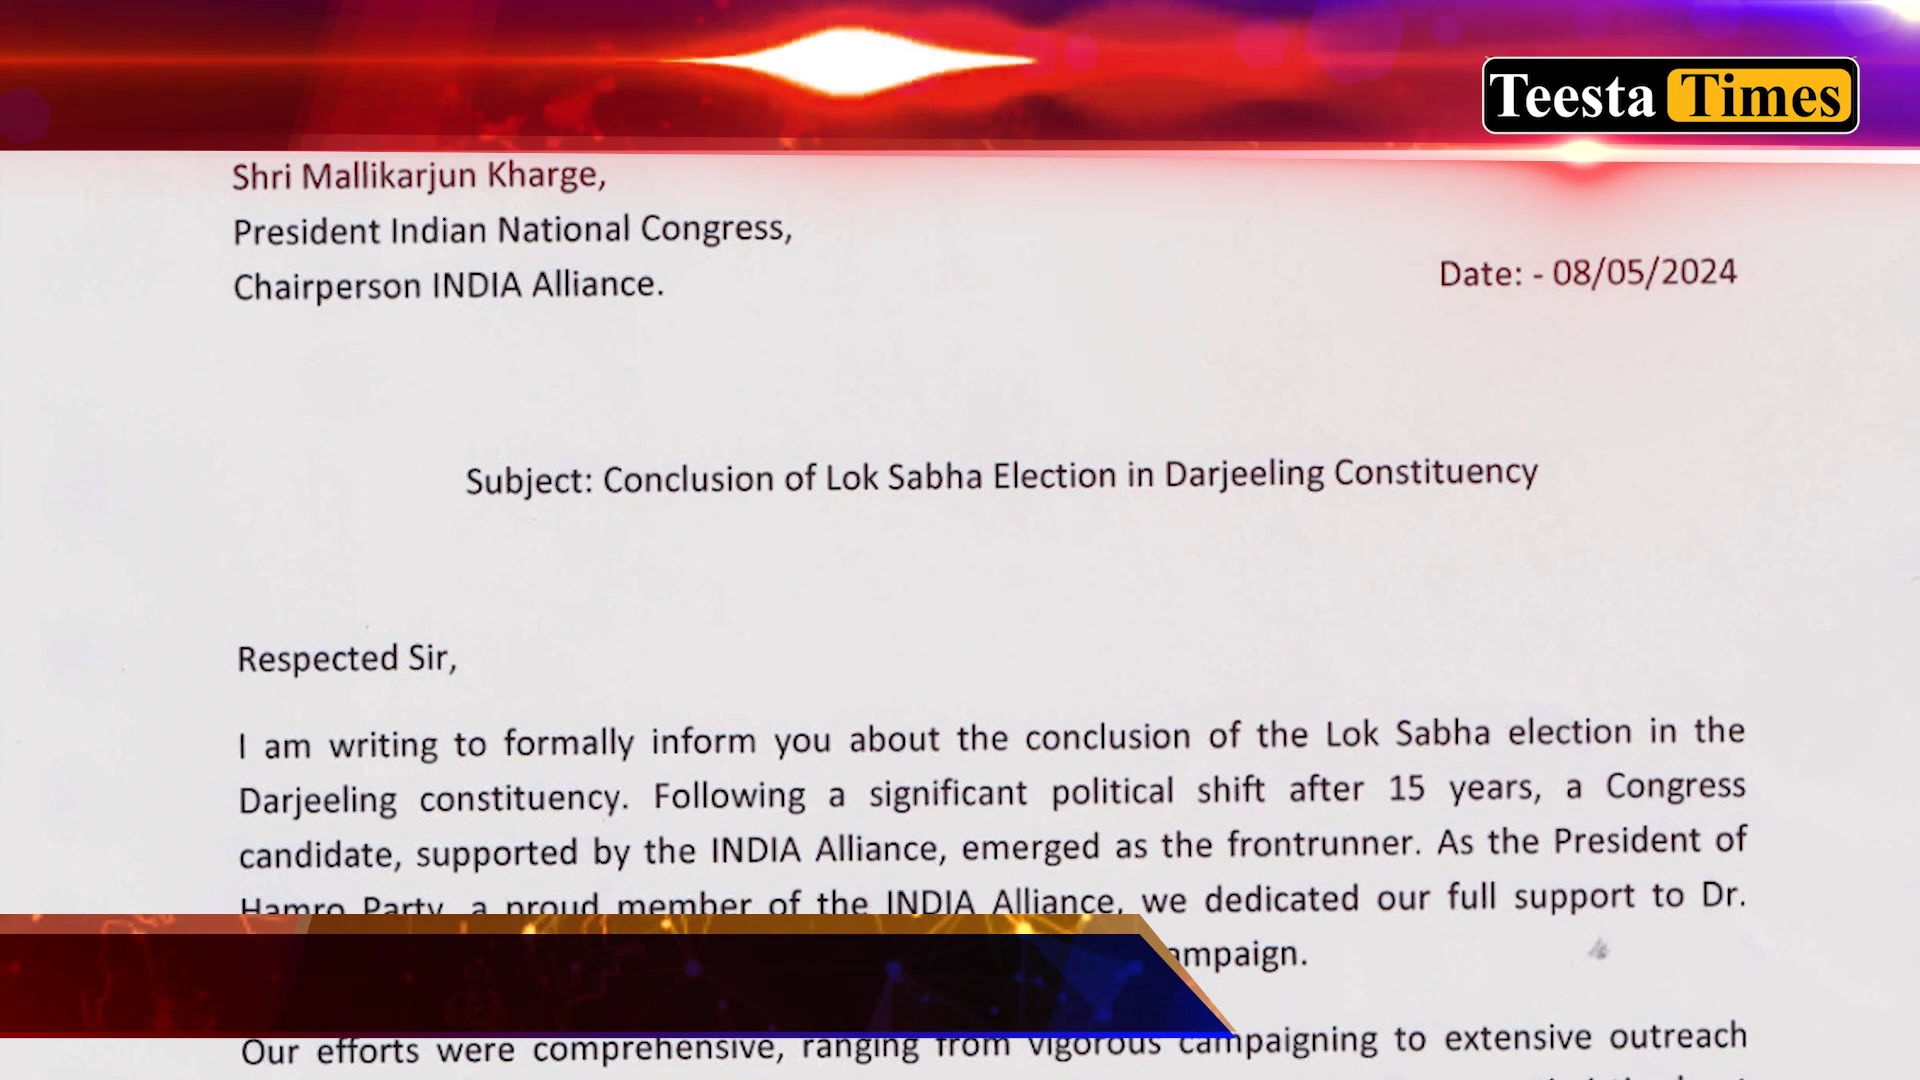 Teesta Times
Shri Mallikarjun Kharge,
President Indian National Congress,
Chairperson INDIA Alliance.
Date: - 08/05/2024
Subject: Conclusion of Lok Sabha Election in Darjeeling Constituency
Respected Sir,
I am writing to formally inform you about the conclusion of the Lok Sabha election in the
Darjeeling constituency. Following a significant political shift after 15 years, a Congress
candidate, supported by the INDIA Alliance, emerged as the frontrunner. As the President of
Hamro Party, a proud member of the INDIA Alliance, we dedicated our full support to Dr.
ampaign.
Our efforts were comprehensive, ranging from vigorous campaigning to extensive outreach